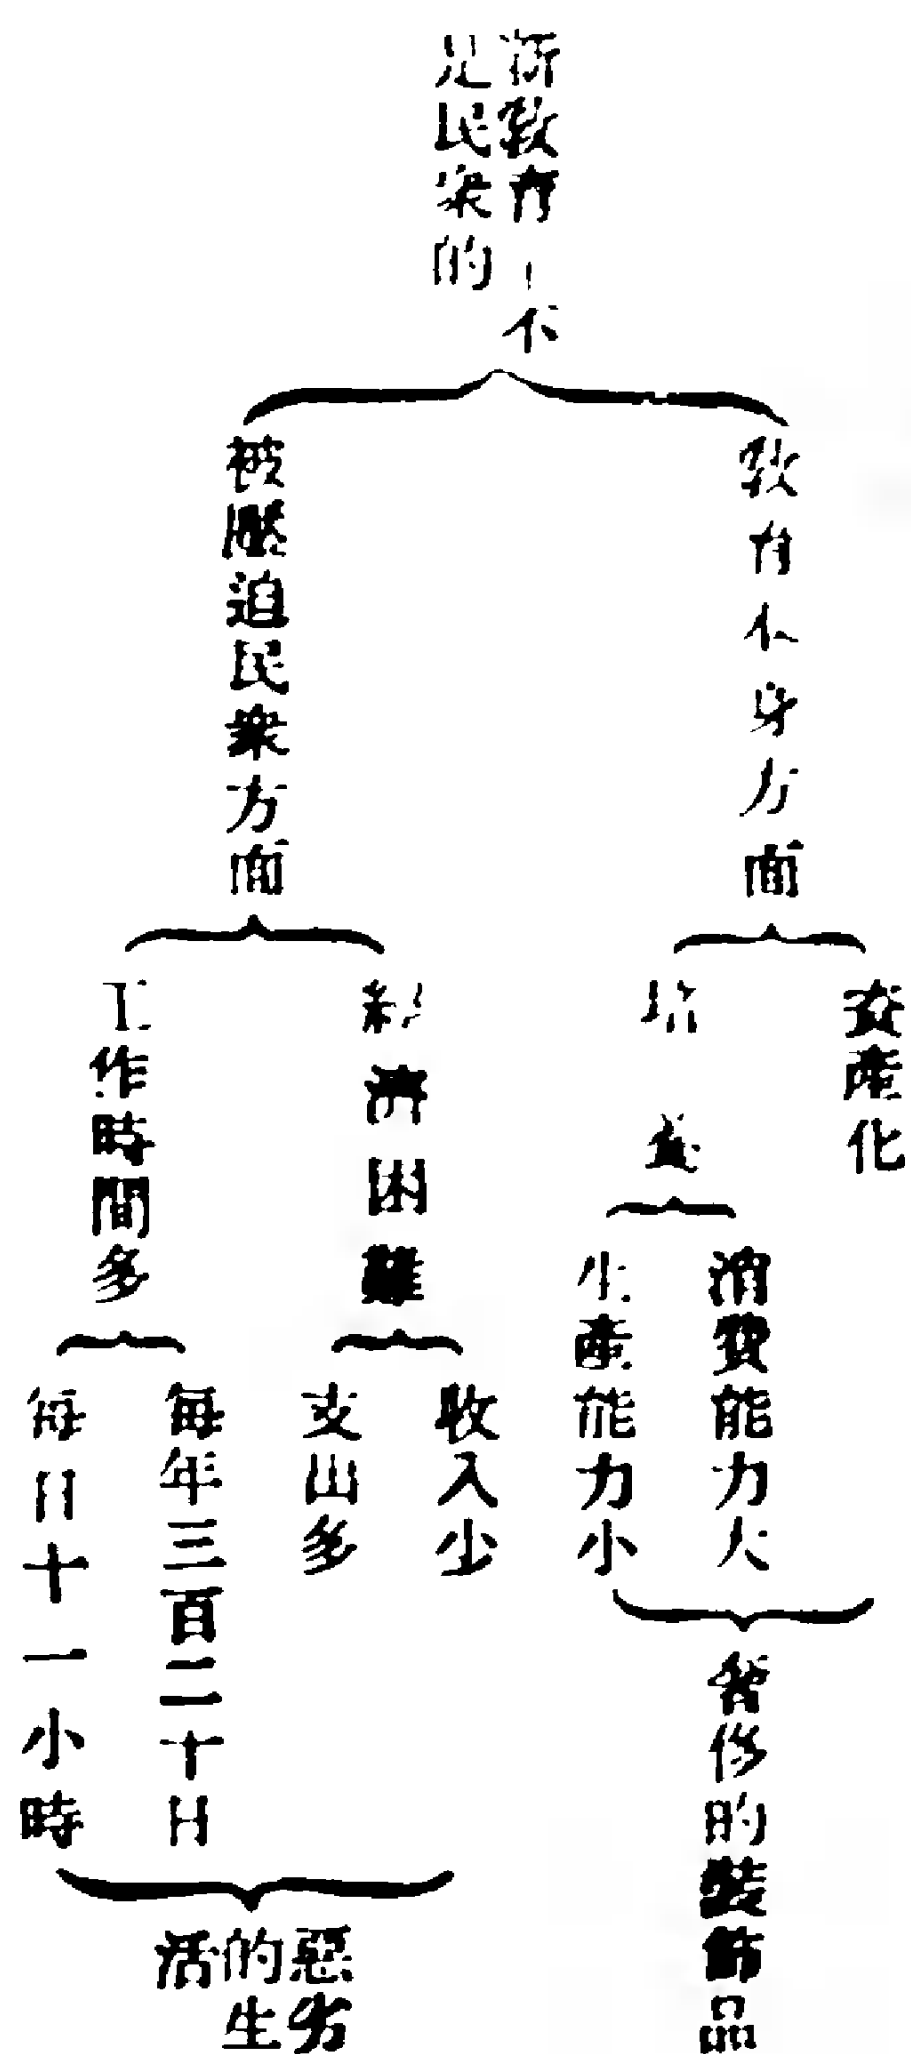 新教育不
是民衆的
教育本身方面
資產化
培養
消費能力大
生產能力小
奢侈的裝飾品
被壓迫民衆方面
經濟困難
收入少
支出多
工作時間多
每年三百二十日
每日十一小時
惡劣
的生
活